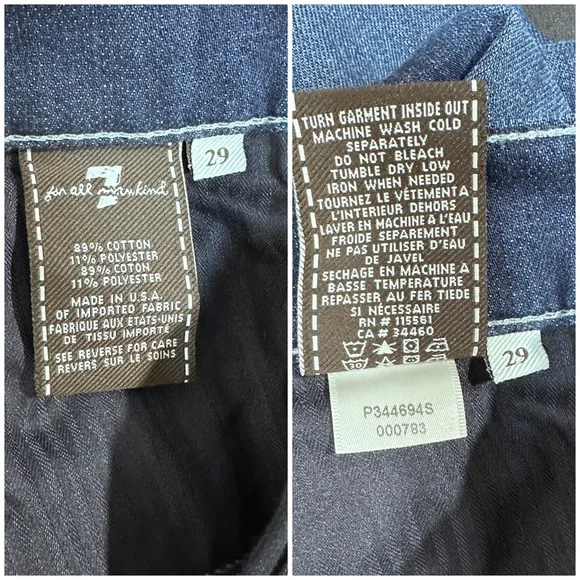 7
for all mankind
29
89% COTTON
11% POLYESTER
89% COTON
11% POLYESTER
MADE IN U.S.A.
OF IMPORTED FABRIC
FABRIQUE AUX ETATS-UNIS
DE TISSU IMPORTE
SEE REVERSE FOR CARE
REVERS SUR LE SOINS
TURN GARMENT INSIDE OUT
MACHINE WASH COLD
SEPARATELY
DO NOT BLEACH
TUMBLE DRY LOW
IRON WHEN NEEDED
TOURNEZ LE VÊTEMENT À
L'INTERIEUR DEHORS
LAVER EN MACHINE A L'EAU
FROIDE SEPAREMENT
NE PAS UTILISER D'EAU
DE JAVEL
SECHAGE EN MACHINE A
BASSE TEMPERATURE
REPASSER AU FER TIEDE
SI NÉCESSAIRE
RN # 115561
CA # 34460
30
29
P344694S
000783